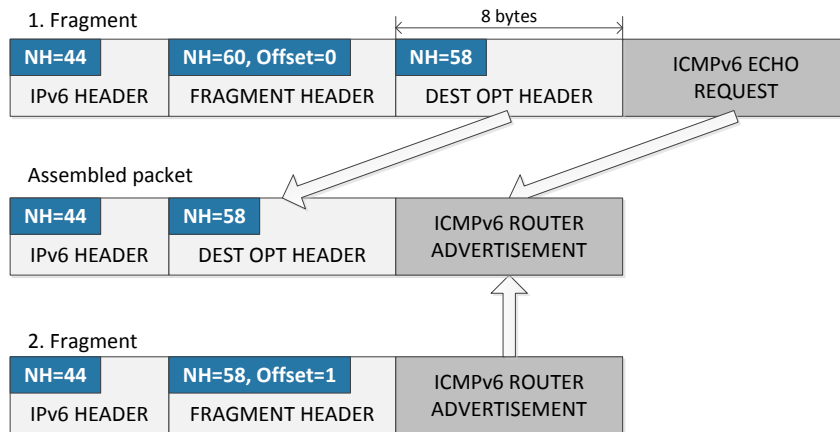 1. Fragment
8 bytes
NH=44
NH=60, Offset=0
NH=58
IPv6 HEADER
FRAGMENT HEADER
DEST OPT HEADER
ICMPv6 ECHO
REQUEST
Assembled packet
NH=44
NH=58
IPv6 HEADER
DEST OPT HEADER
ICMPv6 ROUTER
ADVERTISEMENT
2. Fragment
NH=44
NH=58, Offset=1
IPv6 HEADER
FRAGMENT HEADER
ICMPv6 ROUTER
ADVERTISEMENT